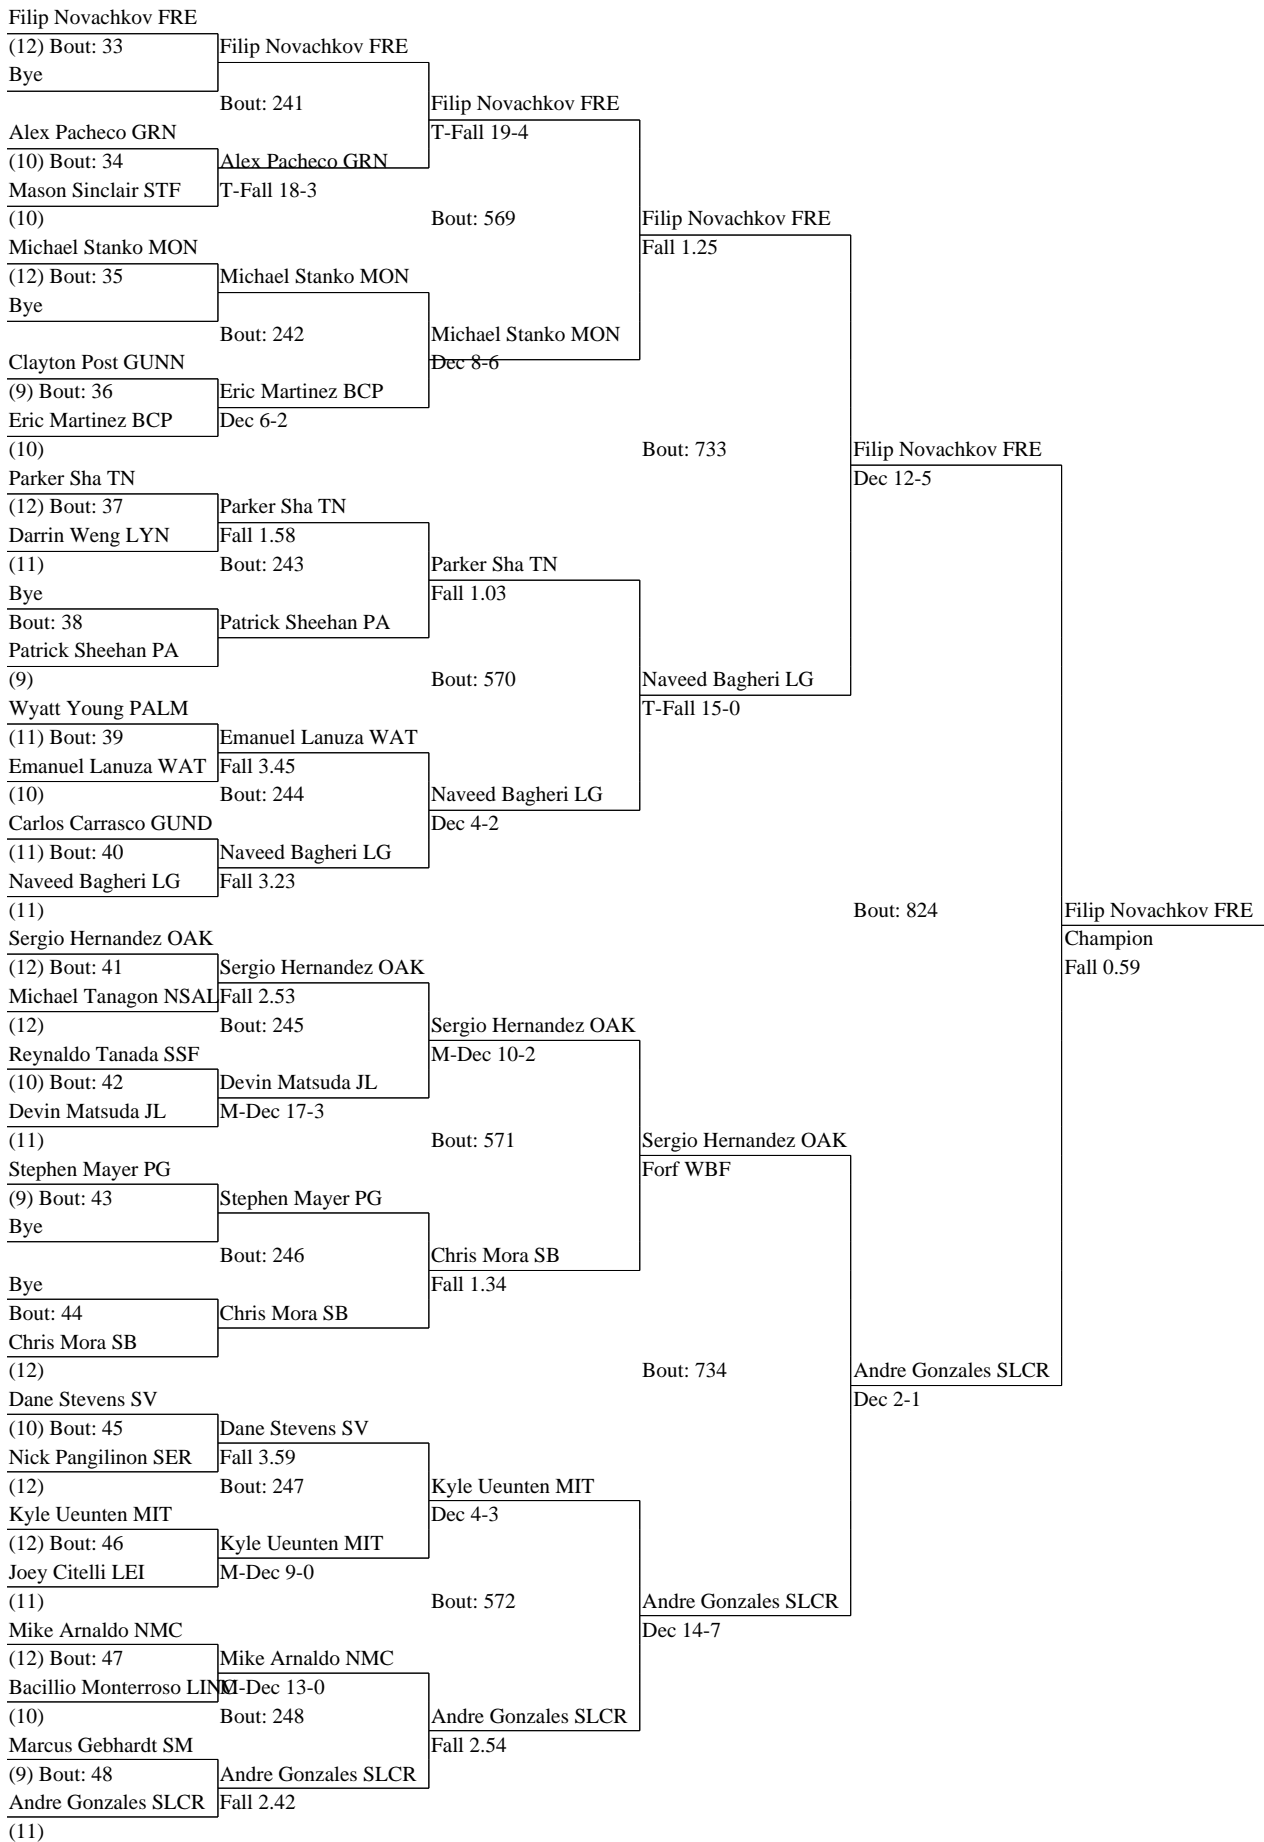 Filip Novachkov FRE
(12) Bout: 33
Filip Novachkov FRE
Bye
Bout: 241
Filip Novachkov FRE
Alex Pacheco GRN
T-Fall 19-4
(10) Bout: 34
Alex Pacheco GRN
Mason Sinclair STF
T-Fall 18-3
(10)
Bout: 569
Filip Novachkov FRE
Michael Stanko MON
Fall 1.25
(12) Bout: 35
Michael Stanko MON
Bye
Bout: 242
Michael Stanko MON
Clayton Post GUNN
Dec 8-6
(9) Bout: 36
Eric Martinez BCP
Eric Martinez BCP
Dec 6-2
(10)
Bout: 733
Filip Novachkov FRE
Parker Sha TN
Dec 12-5
(12) Bout: 37
Parker Sha TN
Darrin Weng LYN
Fall 1.58
(11)
Bout: 243
Parker Sha TN
Bye
Fall 1.03
Bout: 38
Patrick Sheehan PA
Patrick Sheehan PA
(9)
Bout: 570
Naveed Bagheri LG
Wyatt Young PALM
T-Fall 15-0
(11) Bout: 39
Emanuel Lanuza WAT
Emanuel Lanuza WAT
Fall 3.45
(10)
Bout: 244
Naveed Bagheri LG
Carlos Carrasco GUND
Dec 4-2
(11) Bout: 40
Naveed Bagheri LG
Naveed Bagheri LG
Fall 3.23
(11)
Bout: 824
Filip Novachkov FRE
Sergio Hernandez OAK
Champion
(12) Bout: 41
Sergio Hernandez OAK
Fall 0.59
Michael Tanagon NSAL
Fall 2.53
(12)
Bout: 245
Sergio Hernandez OAK
Reynaldo Tanada SSF
M-Dec 10-2
(10) Bout: 42
Devin Matsuda JL
Devin Matsuda JL
M-Dec 17-3
(11)
Bout: 571
Sergio Hernandez OAK
Stephen Mayer PG
Forf WBF
(9) Bout: 43
Stephen Mayer PG
Bye
Bout: 246
Chris Mora SB
Bye
Fall 1.34
Bout: 44
Chris Mora SB
Chris Mora SB
(12)
Bout: 734
Andre Gonzales SLCR
Dane Stevens SV
Dec 2-1
(10) Bout: 45
Dane Stevens SV
Nick Pangilinon SER
Fall 3.59
(12)
Bout: 247
Kyle Ueunten MIT
Kyle Ueunten MIT
Dec 4-3
(12) Bout: 46
Kyle Ueunten MIT
Joey Citelli LEI
M-Dec 9-0
(11)
Bout: 572
Andre Gonzales SLCR
Mike Arnaldo NMC
Dec 14-7
(12) Bout: 47
Mike Arnaldo NMC
Bacillio Monterroso LINC
M-Dec 13-0
(10)
Bout: 248
Andre Gonzales SLCR
Marcus Gebhardt SM
Fall 2.54
(9) Bout: 48
Andre Gonzales SLCR
Andre Gonzales SLCR
Fall 2.42
(11)